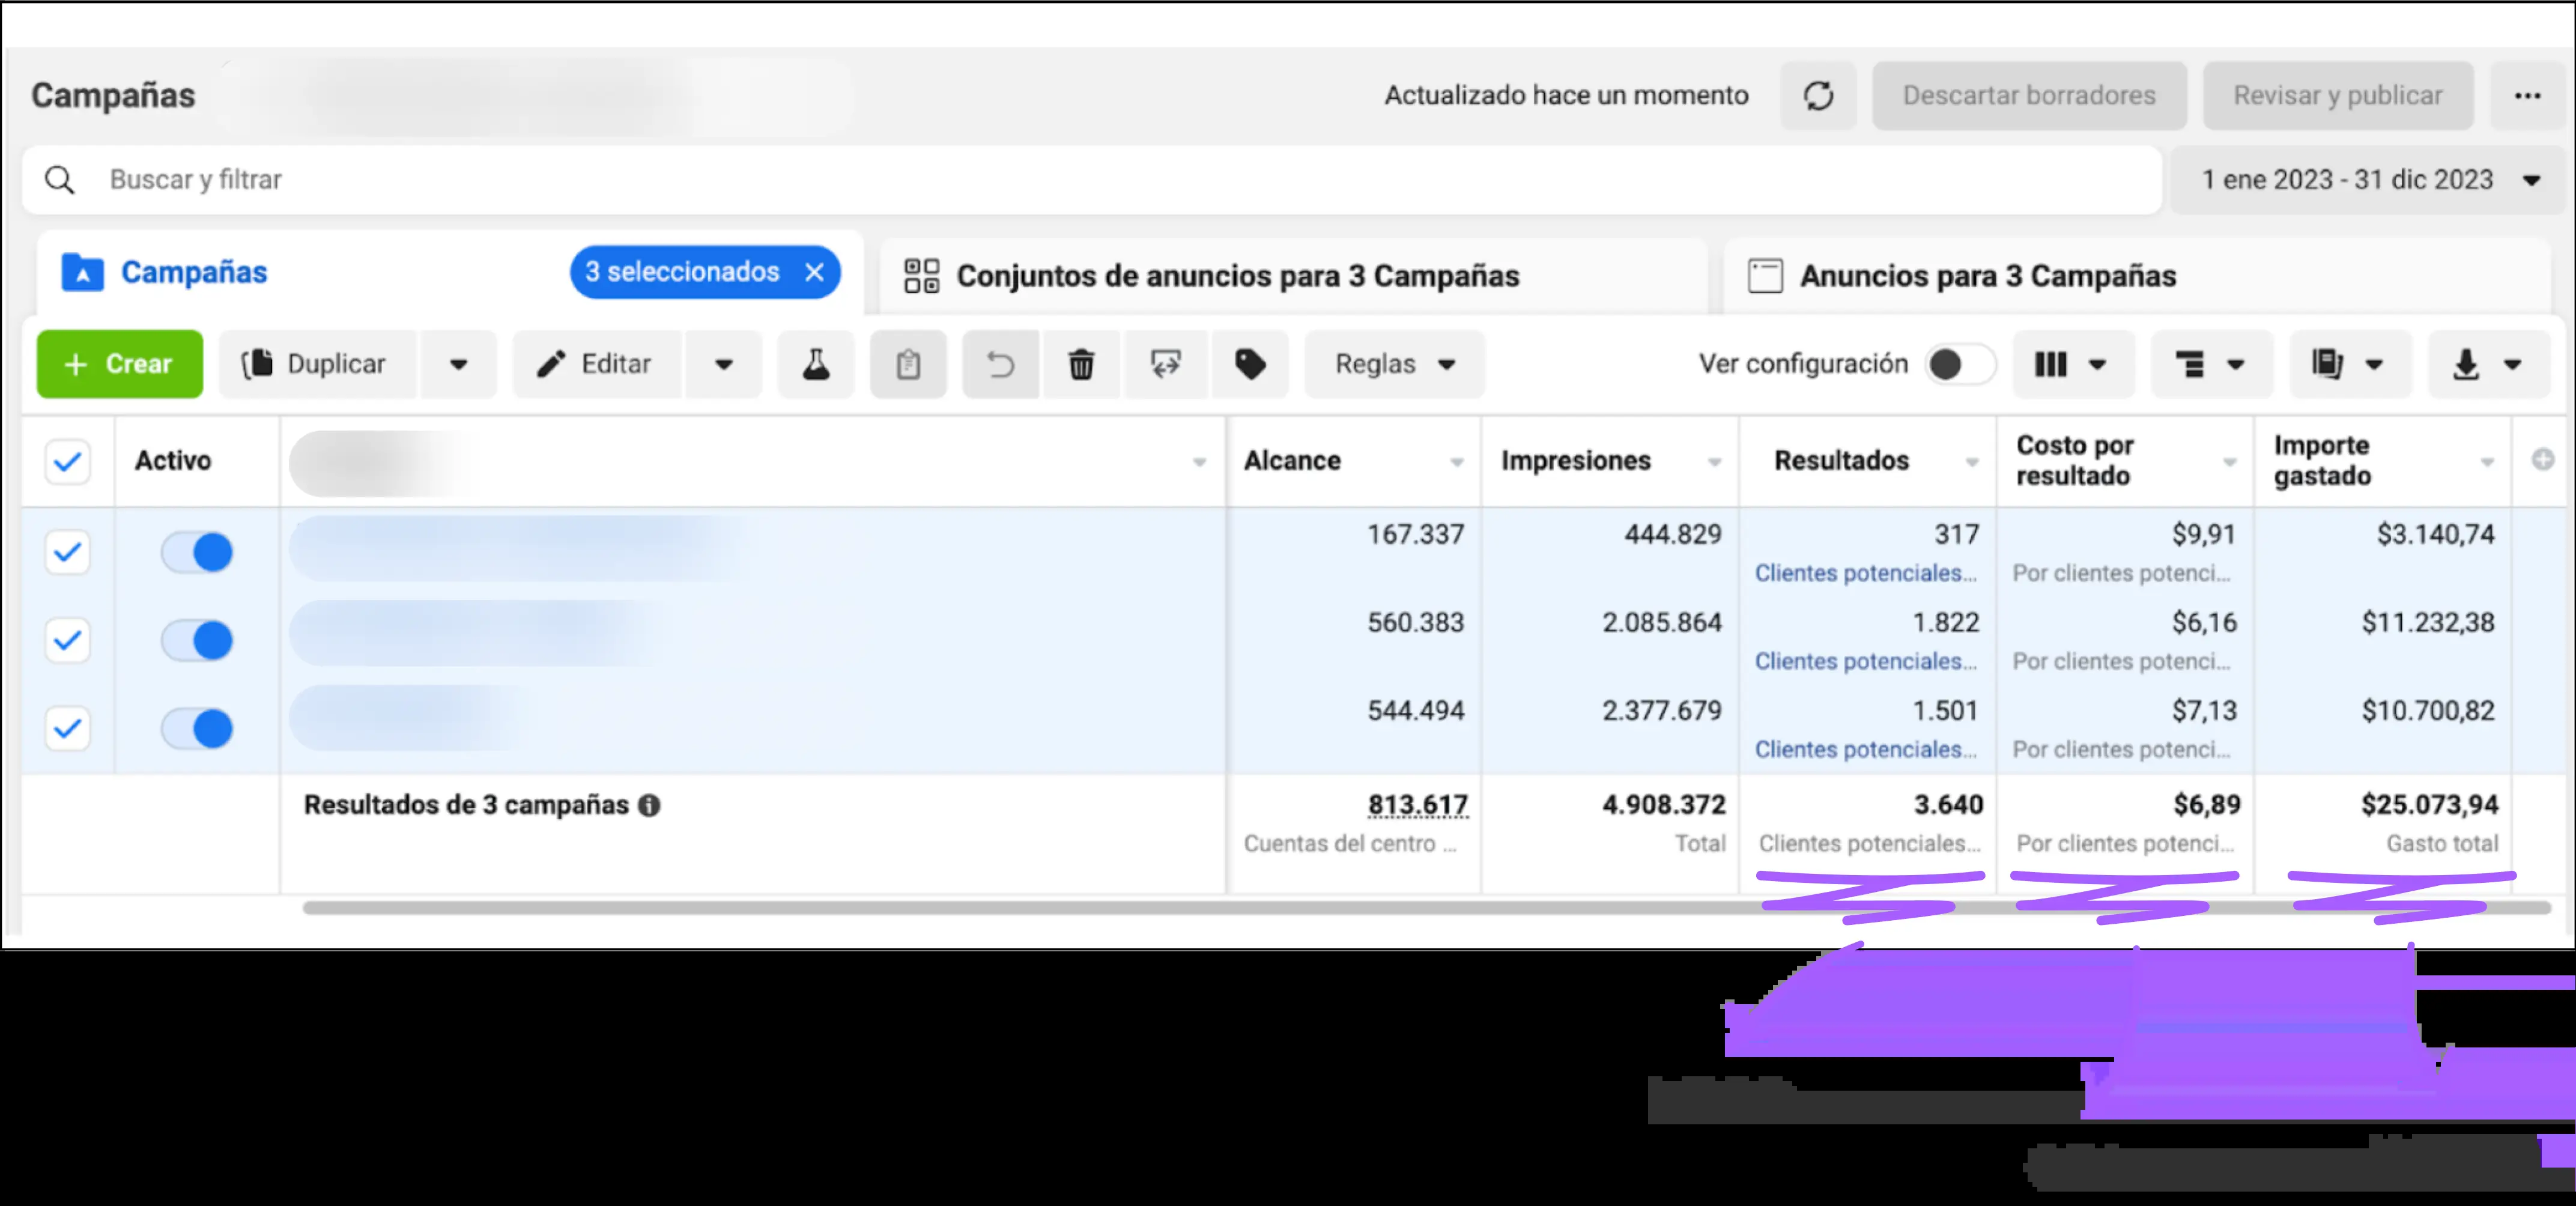 Campañas
Actualizado hace un momento
Descartar borradores
Revisar y publicar
Buscar y filtrar
1 ene 2023 - 31 dic 2023
Campañas
3 seleccionados
Conjuntos de anuncios para 3 Campañas
Anuncios para 3 Campañas
+ Crear
Duplicar
Editar
Reglas
Ver configuración
Activo
Alcance
Impresiones
Resultados
Costo por
resultado
Importe
gastado
167.337
444.829
317
$9,91
$3.140,74
Clientes potenciales...
Por clientes potenci...
560.383
2.085.864
1.822
$6,16
$11.232,38
Clientes potenciales...
Por clientes potenci...
544.494
2.377.679
1.501
$7,13
$10.700,82
Clientes potenciales...
Por clientes potenci...
Resultados de 3 campañas
813.617
4.908.372
3.640
$6,89
$25.073,94
Cuentas del centro ...
Total
Clientes potenciales...
Por clientes potenci...
Gasto total